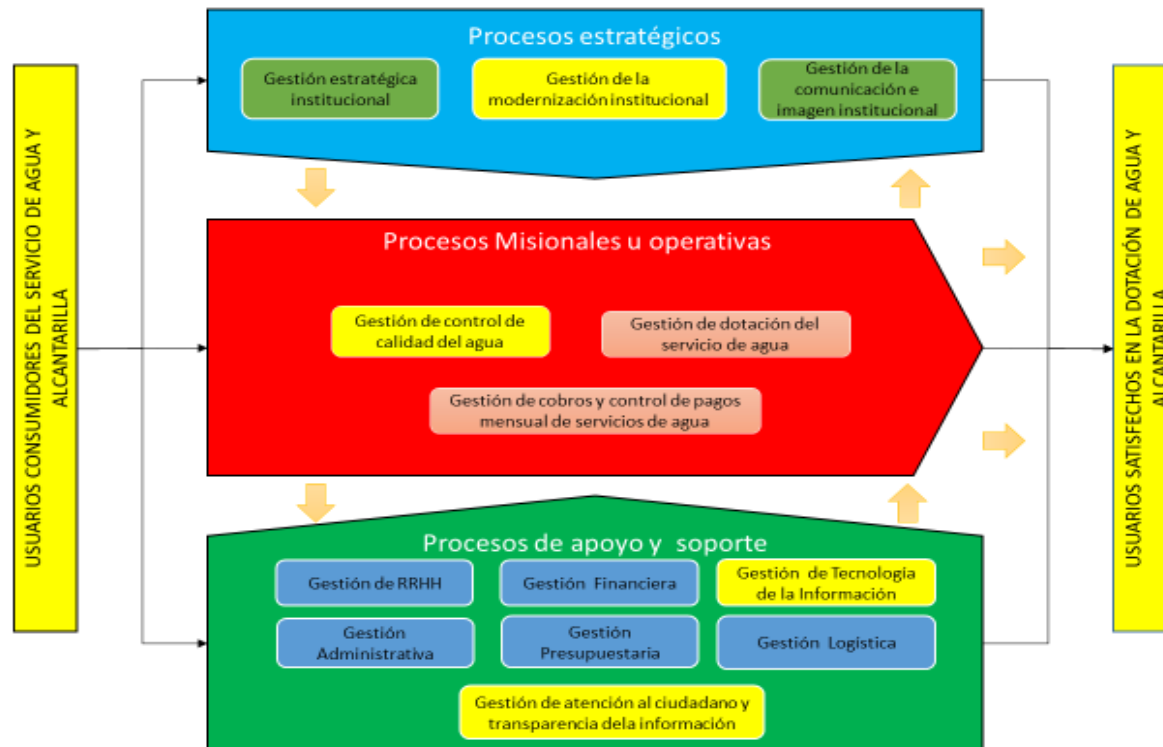 USUARIOS CONSUMIDORES DEL SERVICIO DE AGUA Y
ALCANTARILLA
Procesos estratégicos
Gestión estratégica
institucional
Gestión de la
modernización institucional
Gestión de la
comunicación e
imagen institucional
Procesos Misionales u operativas
Gestión de control de
calidad del agua
Gestión de dotación del
servicio de agua
Gestión de cobros y control de pagos
mensual de servicios de agua
Procesos de apoyo y soporte
Gestión de RRHH
Gestión Financiera
Gestión de Tecnología
de la Información
Gestión
Administrativa
Gestión
Presupuestaria
Gestión Logística
Gestión de atención al ciudadano y
transparencia dela información
USUARIOS SATISFECHOS EN LA DOTACIÓN DE AGUA Y
ALCANTARILLA